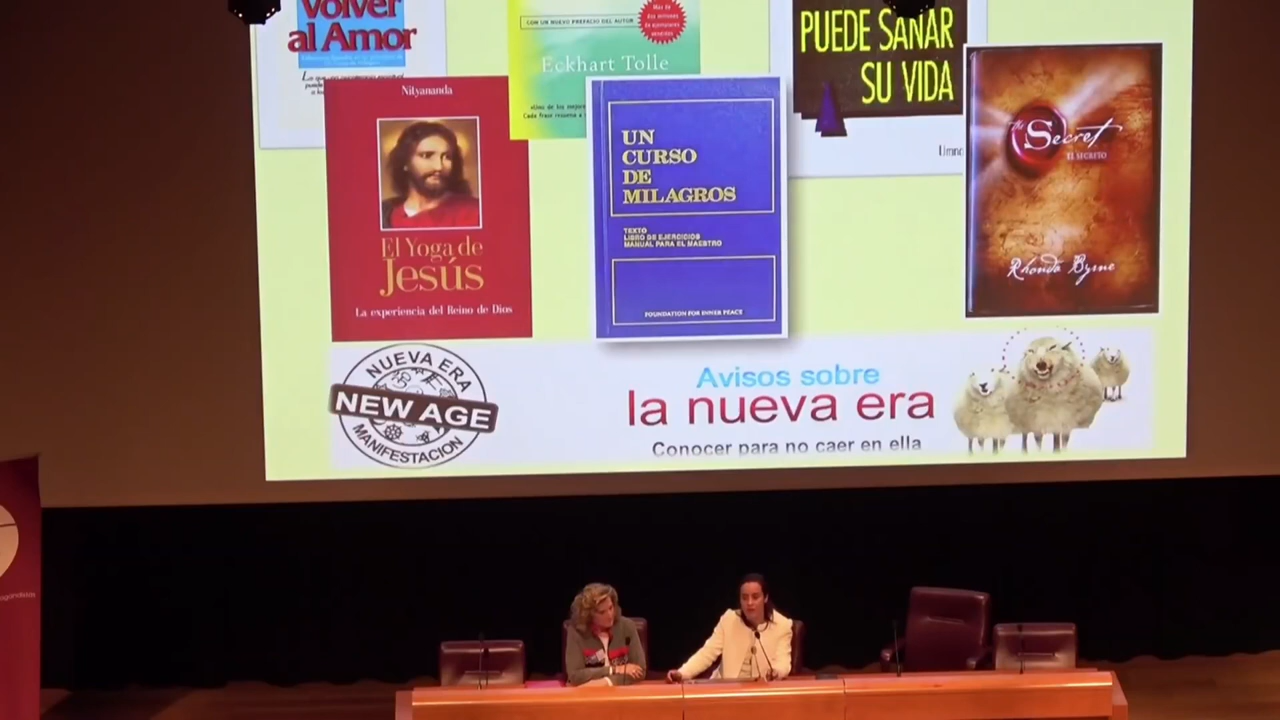 Volver
al Amor
CON UN NUEVO PREFACIO DEL AUTOR
Más de
Eckhart Tolle
PUEDE SANAR
SU VIDA
Nityananda
El Yoga de
Jesús
La experiencia del Reino de Dios
UN
CURSO
DE
MILAGROS
TEXTO
LIBRO DE EJERCICIOS
MANUAL PARA EL MAESTRO
FOUNDATION FOR INNER PEACE
The
Secret
EL SECRETO
Rhonda Byrne
NUEVA ERA
NEW AGE
MANIFESTACION
Avisos sobre
la nueva era
Conocer para no caer en ella